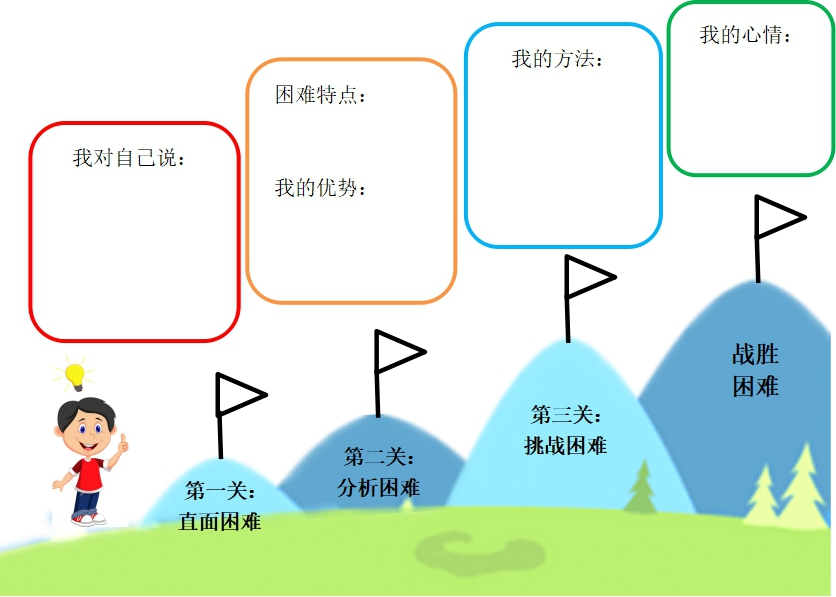 我对自己说：
困难特点：
我的优势：
我的方法：
我的心情：
第一关：
直面困难
第二关：
分析困难
第三关：
挑战困难
战胜
困难